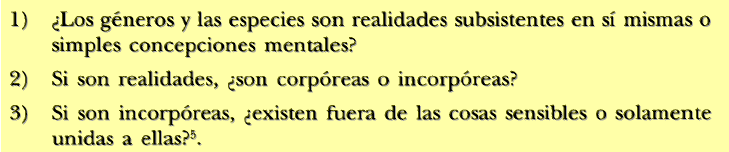 1) ¿Los géneros y las especies son realidades subsistentes en sí mismas o
simples concepciones mentales?
2) Si son realidades, ¿son corpóreas o incorpóreas?
3) Si son incorpóreas, ¿existen fuera de las cosas sensibles o solamente
unidas a ellas?⁵.